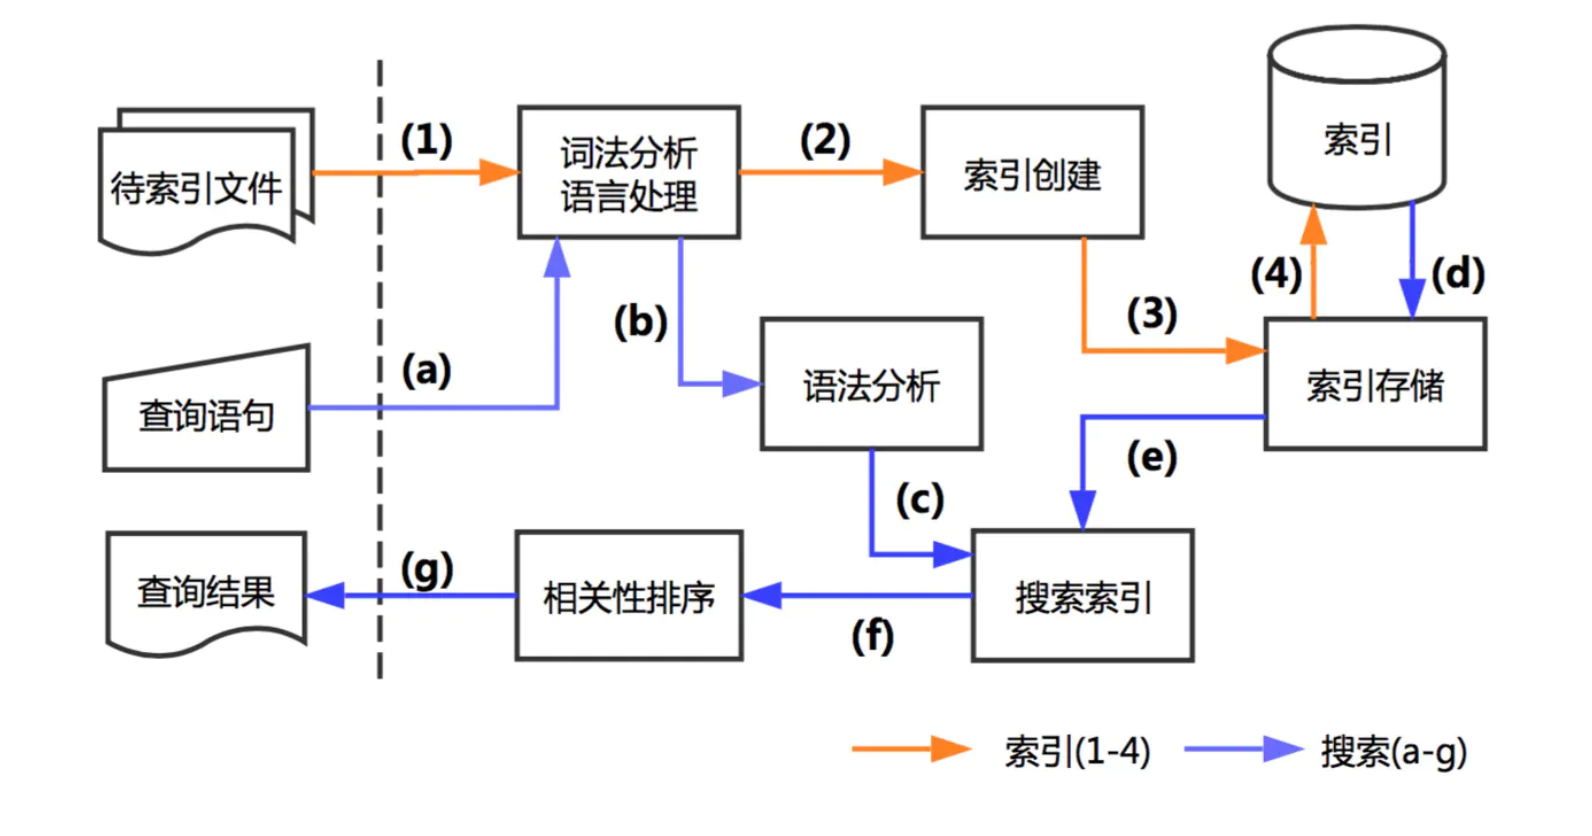 待索引文件
(1)
词法分析
语言处理
(2)
索引创建
索引
(3)
(4)
(d)
查询语句
(a)
(b)
语法分析
索引存储
(c)
(e)
查询结果
(g)
相关性排序
(f)
搜索索引
索引(1-4)
搜索(a-g)